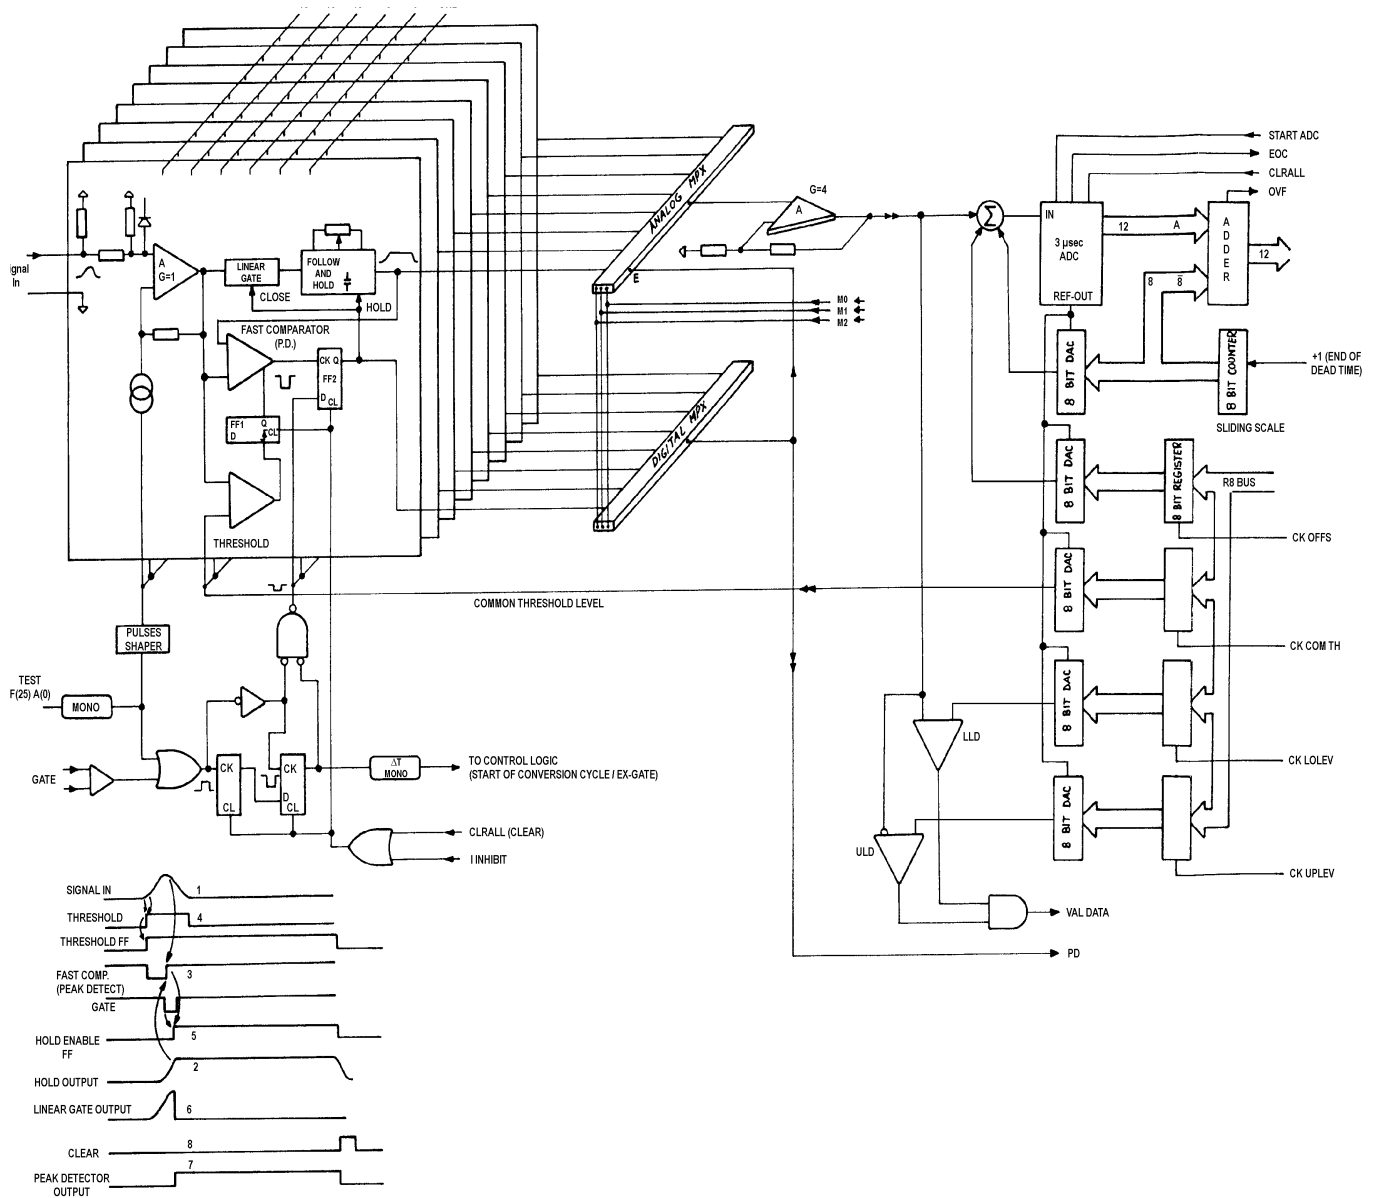 START ADC
EOC
CLRALL
OVF
ANALOG MPX
G=4
A
Σ
IN
3 µsec
ADC
REF-OUT
12
A
ADDER
12
8
8̅
Signal
In
A
G=1
LINEAR
GATE
FOLLOW
AND
HOLD
CLOSE
HOLD
E
M0
M1
M2
FAST COMPARATOR
(P.D.)
CK Q
FF2
D
CL
FF1
D
Q
CL
THRESHOLD
DIGITAL MPX
8 BIT DAC
8 BIT COUNTER
+1 (END OF
DEAD TIME)
SLIDING SCALE
8 BIT DAC
8 BIT REGISTER
R8 BUS
CK OFFS
8 BIT DAC
COMMON THRESHOLD LEVEL
CK COM TH
PULSES
SHAPER
TEST
F(25) A(0)
MONO
8 BIT DAC
LLD
CK LOLEV
GATE
CK
CL
CK
D
CL
ΔT
MONO
TO CONTROL LOGIC
(START OF CONVERSION CYCLE / EX-GATE)
8 BIT DAC
CLRALL (CLEAR)
I INHIBIT
ULD
CK UPLEV
VAL DATA
PD
SIGNAL IN
1
THRESHOLD
4
THRESHOLD FF
FAST COMP.
(PEAK DETECT)
3
GATE
HOLD ENABLE
FF
5
HOLD OUTPUT
2
LINEAR GATE OUTPUT
6
CLEAR
8
PEAK DETECTOR
OUTPUT
7